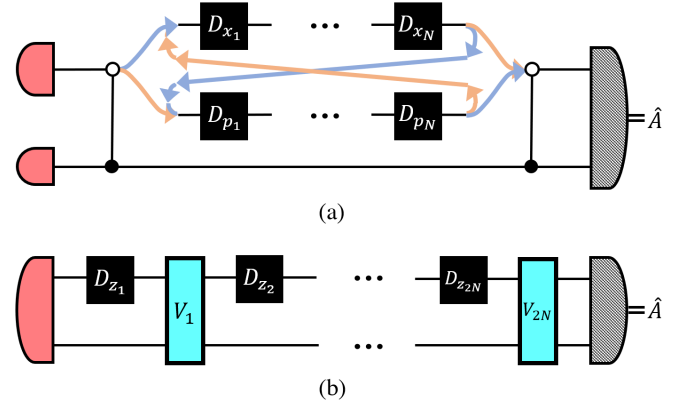 D_{x_1} ... D_{x_N}
D_{p_1} ... D_{p_N}
= Â
(a)
D_{z_1} V_1 D_{z_2} ... D_{z_{2N}} V_{2N}
= Â
...
(b)